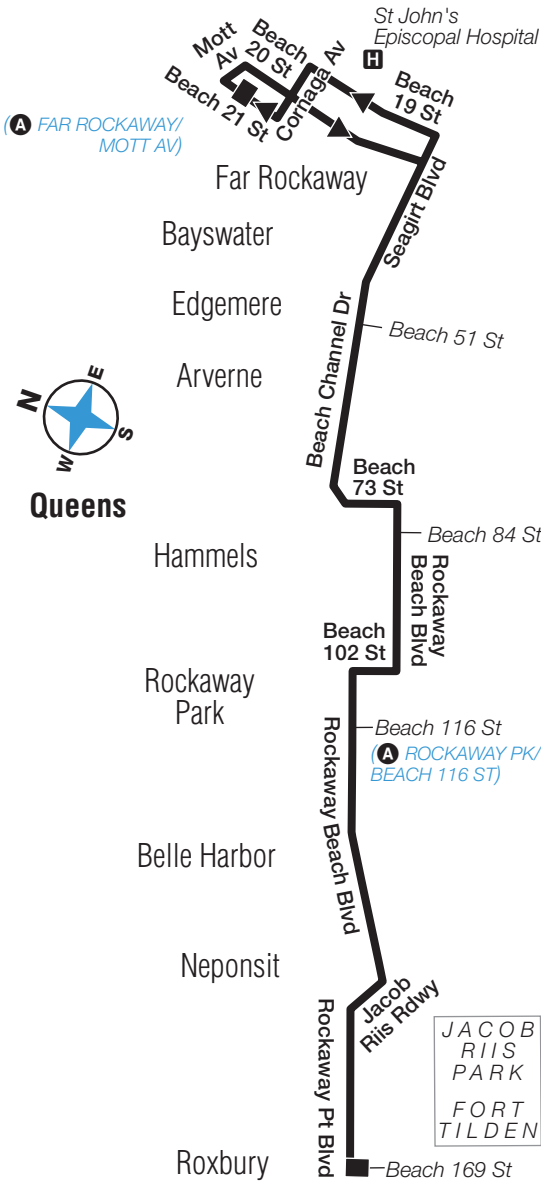 St John's
Episcopal Hospital
H
Mott
Av
Beach
20 St
Cornaga Av
Beach
19 St
Beach 21 St
(A FAR ROCKAWAY/
MOTT AV)
Far Rockaway
Seagirt Blvd
Bayswater
Edgemere
Beach Channel Dr
Beach 51 St
Arverne
N
E
S
W
Queens
Beach
73 St
Beach 84 St
Hammels
Rockaway
Beach Blvd
Beach
102 St
Rockaway
Park
Beach 116 St
(A ROCKAWAY PK/
BEACH 116 ST)
Rockaway Beach Blvd
Belle Harbor
Neponsit
Jacob
Riis Rdwy
Rockaway Pt Blvd
JACOB
RIIS
PARK
FORT
TILDEN
Roxbury
Beach 169 St